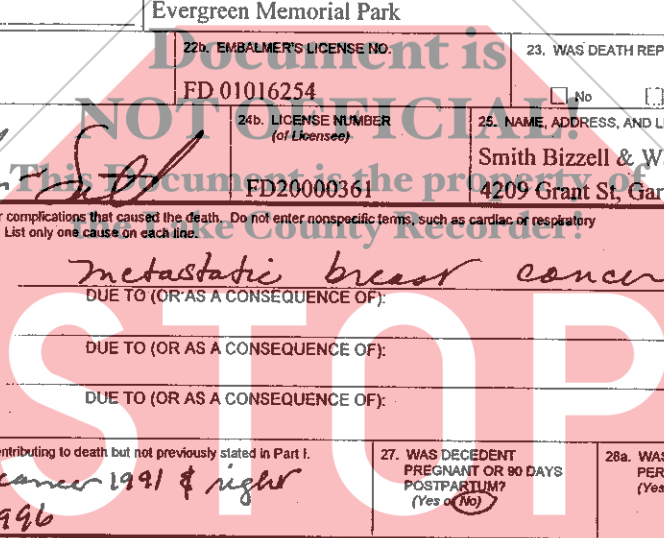 Evergreen Memorial Park
22b. EMBALMER'S LICENSE NO.
23. WAS DEATH REP
FD 01016254
No
24b. LICENSE NUMBER
(of Licensee)
25. NAME, ADDRESS, AND LI
Smith Bizzell & W
FD20000361
4209 Grant St, Gar
Document is
NOT OFFICIAL!
This Document is the property of
the Lake County Recorder!
r complications that caused the death. Do not enter nonspecific terms, such as cardiac or respiratory
List only one cause on each line.
metastatic breast cancer
DUE TO (OR AS A CONSEQUENCE OF):
DUE TO (OR AS A CONSEQUENCE OF):
DUE TO (OR AS A CONSEQUENCE OF):
STOP
ntributing to death but not previously stated in Part I.
cancer 1991 & right
996
27. WAS DECEDENT
PREGNANT OR 90 DAYS
POSTPARTUM?
(Yes or No)
28a. WAS
PER
(Yes